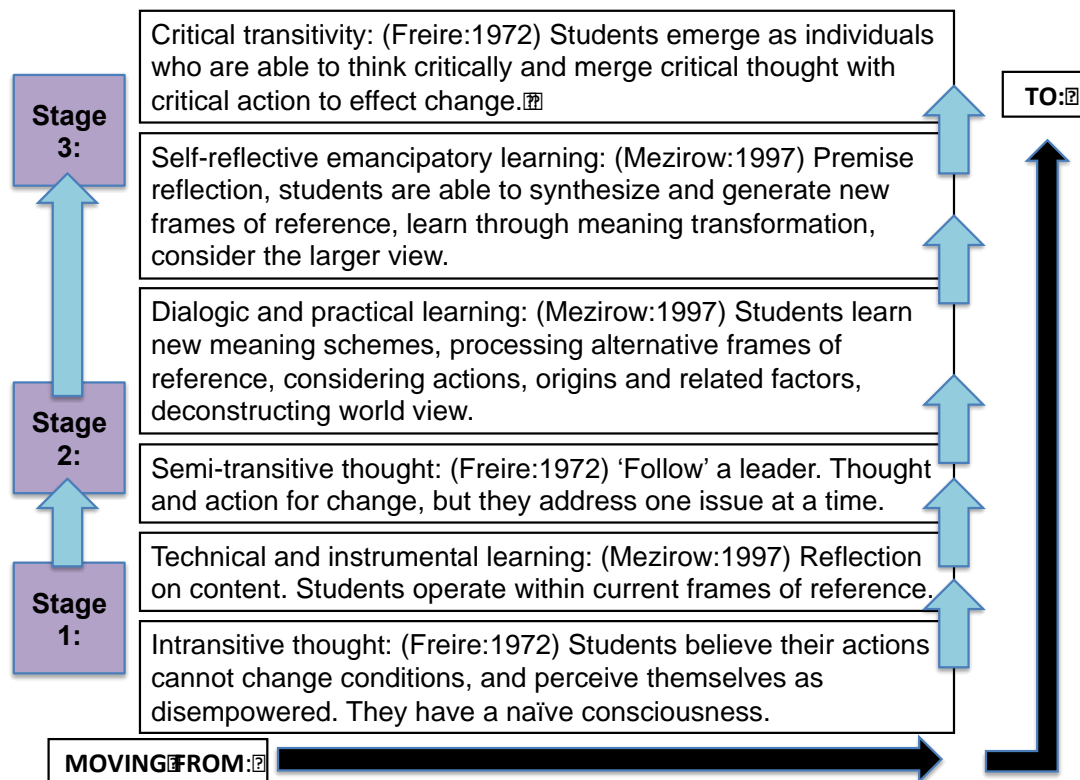 Critical transitivity: (Freire:1972) Students emerge as individuals
who are able to think critically and merge critical thought with
critical action to effect change.
TO:
Stage
3:
Self-reflective emancipatory learning: (Mezirow:1997) Premise
reflection, students are able to synthesize and generate new
frames of reference, learn through meaning transformation,
consider the larger view.
Dialogic and practical learning: (Mezirow:1997) Students learn
new meaning schemes, processing alternative frames of
reference, considering actions, origins and related factors,
deconstructing world view.
Stage
2:
Semi-transitive thought: (Freire:1972) ‘Follow’ a leader. Thought
and action for change, but they address one issue at a time.
Technical and instrumental learning: (Mezirow:1997) Reflection
on content. Students operate within current frames of reference.
Stage
1:
Intransitive thought: (Freire:1972) Students believe their actions
cannot change conditions, and perceive themselves as
disempowered. They have a naïve consciousness.
MOVING FROM: